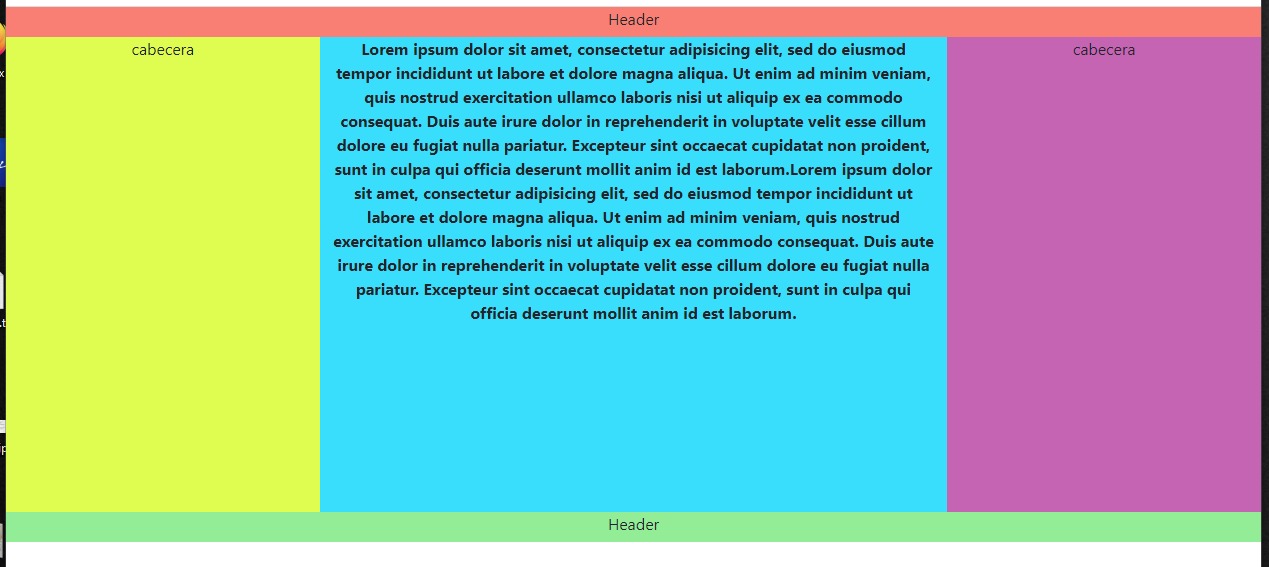 Header
cabecera
Lorem ipsum dolor sit amet, consectetur adipisicing elit, sed do eiusmod
tempor incididunt ut labore et dolore magna aliqua. Ut enim ad minim veniam,
quis nostrud exercitation ullamco laboris nisi ut aliquip ex ea commodo
consequat. Duis aute irure dolor in reprehenderit in voluptate velit esse cillum
dolore eu fugiat nulla pariatur. Excepteur sint occaecat cupidatat non proident,
sunt in culpa qui officia deserunt mollit anim id est laborum.Lorem ipsum dolor
sit amet, consectetur adipisicing elit, sed do eiusmod tempor incididunt ut
labore et dolore magna aliqua. Ut enim ad minim veniam, quis nostrud
exercitation ullamco laboris nisi ut aliquip ex ea commodo consequat. Duis aute
irure dolor in reprehenderit in voluptate velit esse cillum dolore eu fugiat nulla
pariatur. Excepteur sint occaecat cupidatat non proident, sunt in culpa qui
officia deserunt mollit anim id est laborum.
cabecera
Header